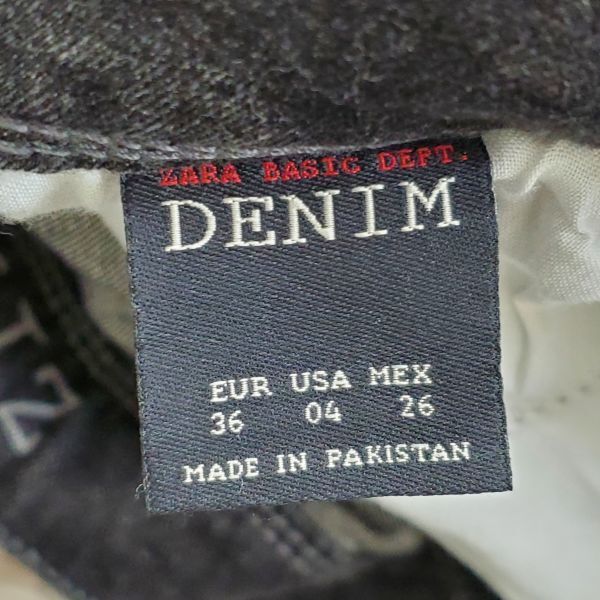 ZARA BASIC DEPT.
DENIM
EUR USA MEX
36 04 26
MADE IN PAKISTAN